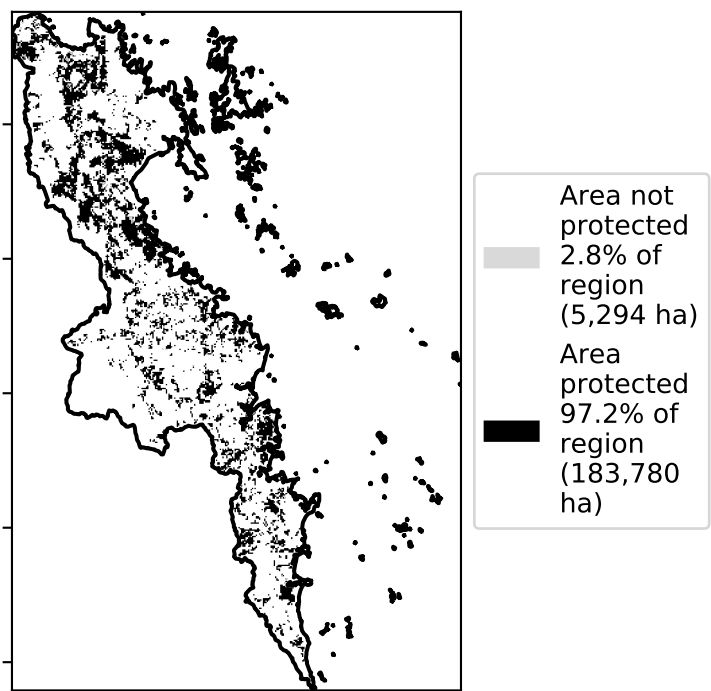 Area not
protected
2.8% of
region
(5,294 ha)
Area
protected
97.2% of
region
(183,780
ha)